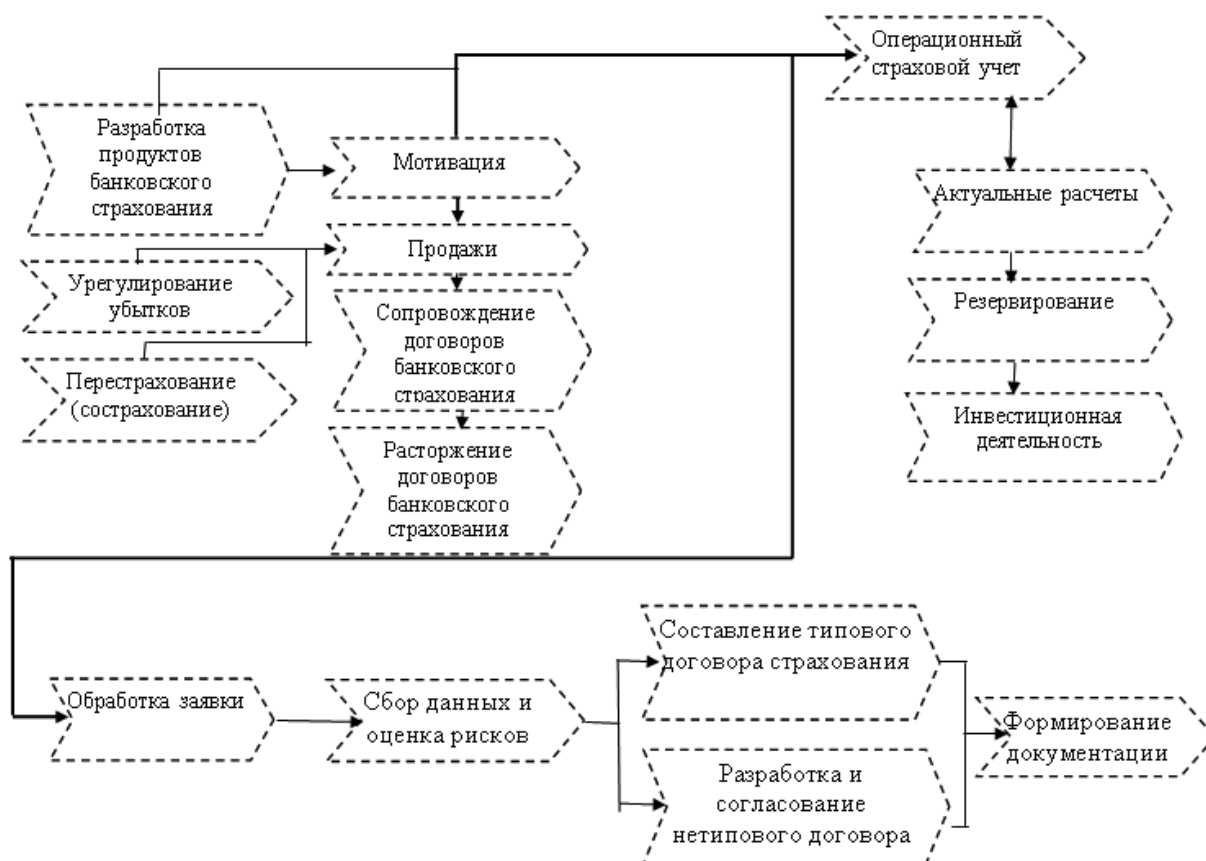 Операционный
страховой учет
Разработка
продуктов
банковского
страхования
Мотивация
Актуальные расчеты
Продажи
Урегулирование
убытков
Сопровождение
договоров
банковского
страхования
Резервирование
Перестрахование
(сострахование)
Инвестиционная
деятельность
Расторжение
договоров
банковского
страхования
Составление типового
договора страхования
Обработка заявки
Сбор данных и
оценка рисков
Формирование
документации
Разработка и
согласование
нетипового договора